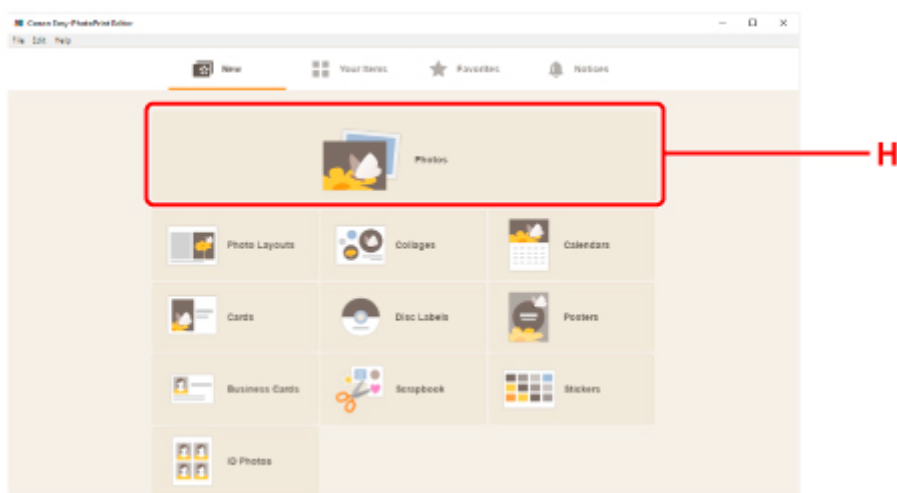 Canon Easy-PhotoPrint Editor
File Edit Help
New Your Items Favorites Notices
Photos
H
Photo Layouts Collages Calendars
Cards Disc Labels Posters
Business Cards Scrapbook Stickers
ID Photos